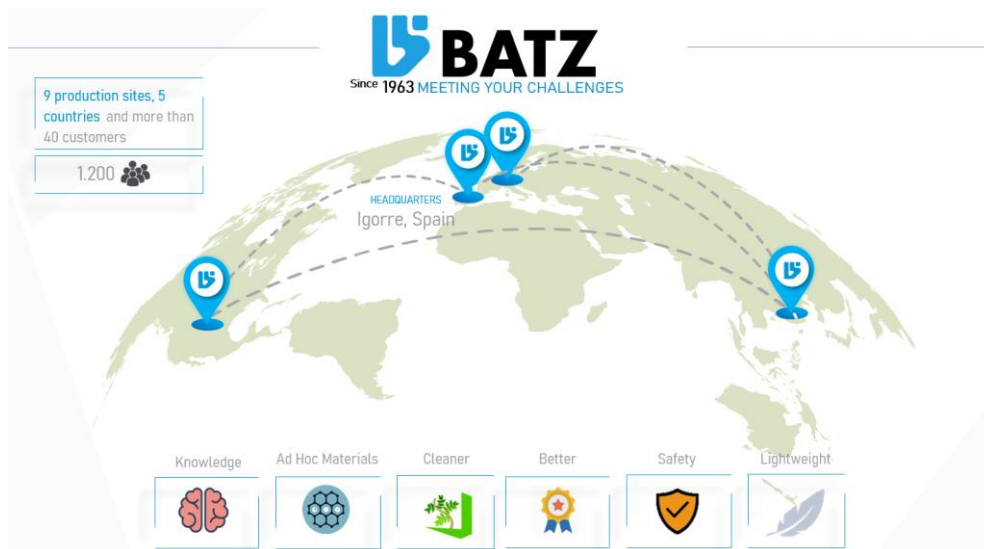 BATZ
Since 1963 MEETING YOUR CHALLENGES
9 production sites, 5
countries and more than
40 customers
1.200
HEADQUARTERS
Igorre, Spain
Knowledge
Ad Hoc Materials
Cleaner
Better
Safety
Lightweight